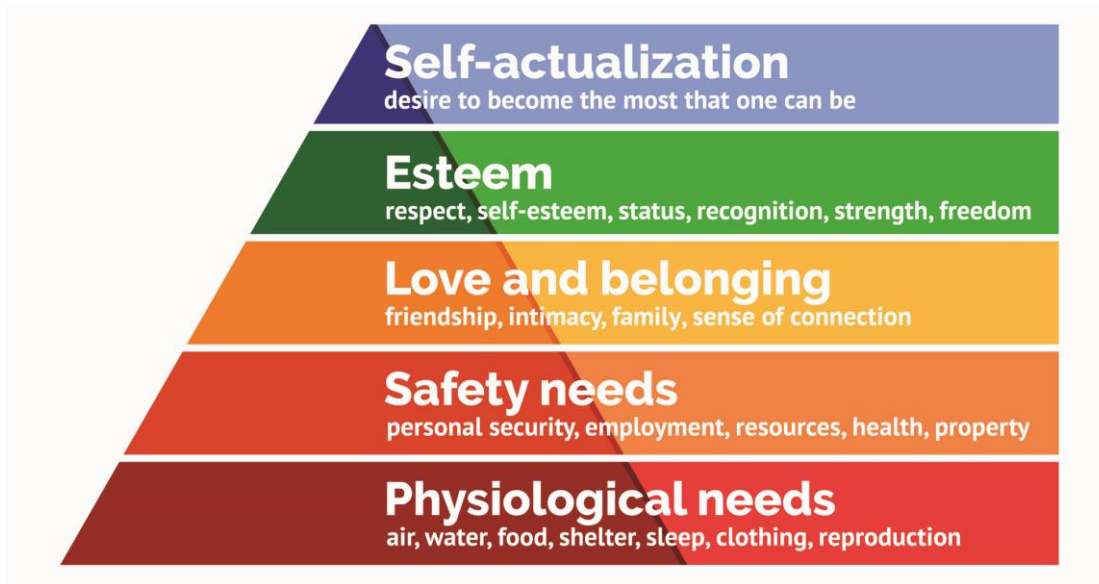 Self-actualization
desire to become the most that one can be
Esteem
respect, self-esteem, status, recognition, strength, freedom
Love and belonging
friendship, intimacy, family, sense of connection
Safety needs
personal security, employment, resources, health, property
Physiological needs
air, water, food, shelter, sleep, clothing, reproduction